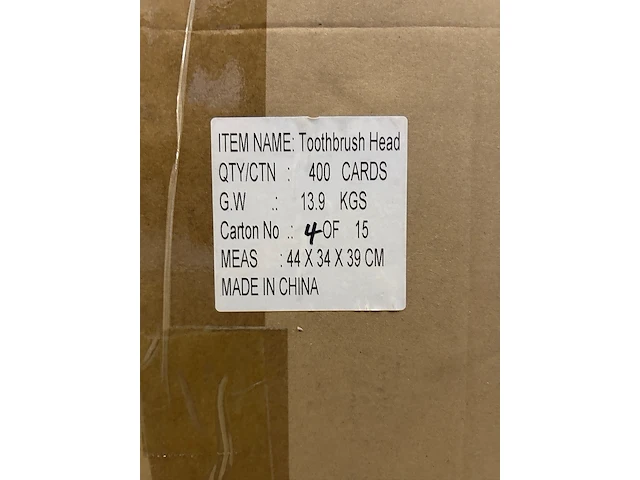 ITEM NAME: Toothbrush Head
QTY/CTN : 400 CARDS
G.W .: 13.9 KGS
Carton No .: 4 OF 15
MEAS : 44 X 34 X 39 CM
MADE IN CHINA